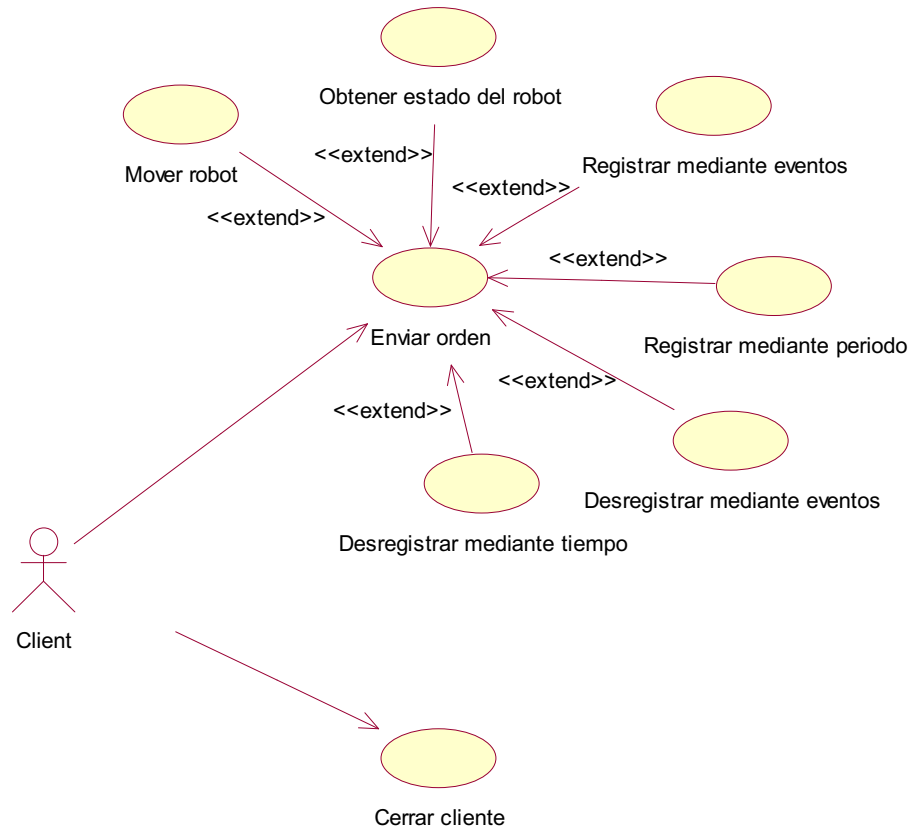 Obtener estado del robot
Mover robot
<<extend>>
Registrar mediante eventos
<<extend>>
<<extend>>
<<extend>>
Enviar orden
Registrar mediante periodo
<<extend>>
<<extend>>
Desregistrar mediante eventos
Desregistrar mediante tiempo
Client
Cerrar cliente